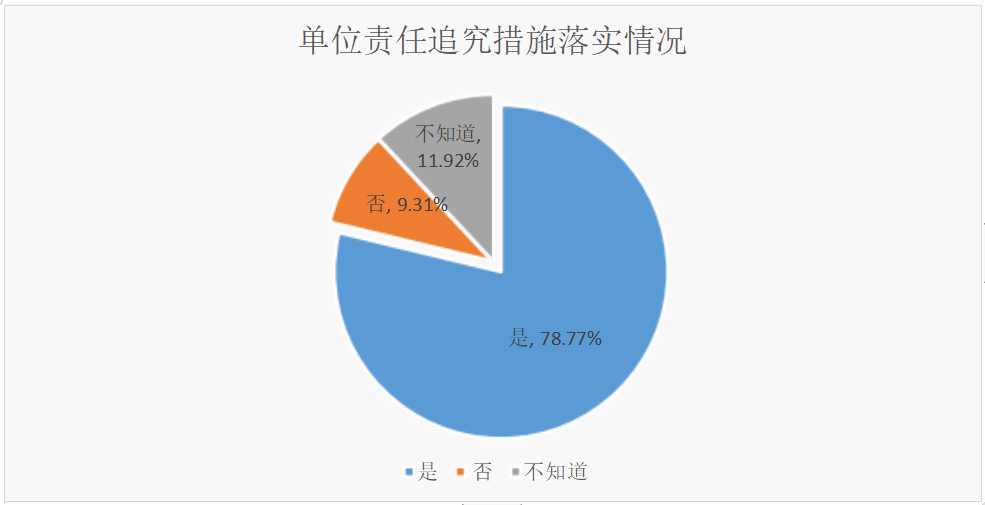 单位责任追究措施落实情况
不知道,
11.92%
否, 9.31%
是, 78.77%
是 否 不知道